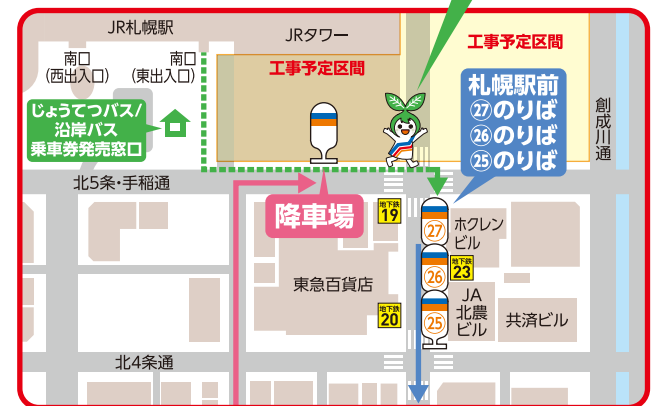 JR札幌駅
JRタワー
工事予定区間
工事予定区間
南口
(西出入口)
南口
(東出入口)
札幌駅前
㉗のりば
㉖のりば
㉕のりば
じょうてつバス/
沿岸バス
乗車券発売窓口
創成川通
北5条・手稲通
降車場
地下鉄
19
㉗
ホクレン
ビル
東急百貨店
㉖
地下鉄
23
地下鉄
20
㉕
JA
北農
ビル
共済ビル
北4条通